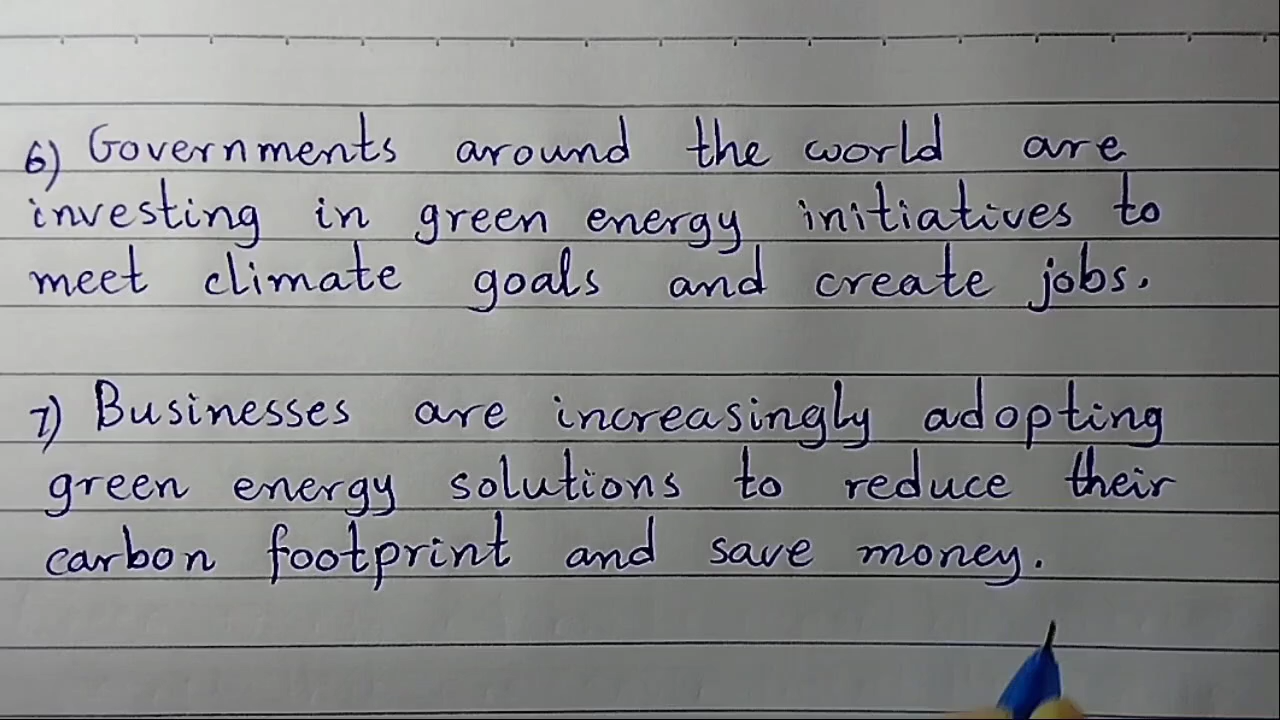 6) Governments around the world are
investing in green energy initiatives to
meet climate goals and create jobs.
7) Businesses are increasingly adopting
green energy solutions to reduce their
carbon footprint and save money.